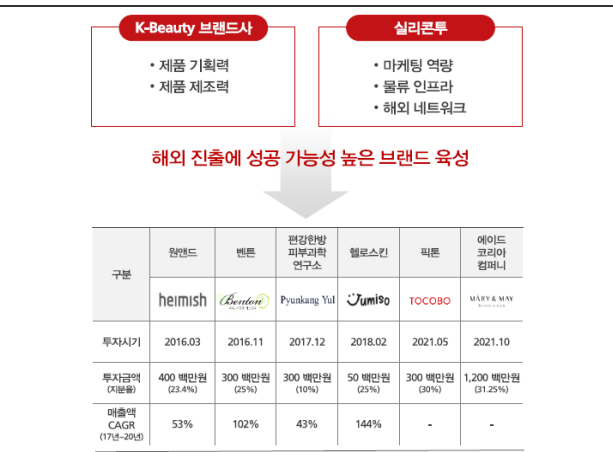 K-Beauty 브랜드사
• 제품 기획력
• 제품 제조력
실리콘투
• 마케팅 역량
• 물류 인프라
• 해외 네트워크
해외 진출에 성공 가능성 높은 브랜드 육성
구분 원앤드 벤튼 편강한방 피부과학 연구소 헬로스킨 픽톤 에이드 코리아 컴퍼니
heimish Benton Pyunkang Yul Jumiso TOCOBO MARY & MAY
투자시기 2016.03 2016.11 2017.12 2018.02 2021.05 2021.10
투자금액 400 백만원 300 백만원 300 백만원 50 백만원 300 백만원 1,200 백만원
(지분율) (23.4%) (25%) (10%) (25%) (30%) (31.25%)
매출액
CAGR 53% 102% 43% 144% - -
(17년~20년)